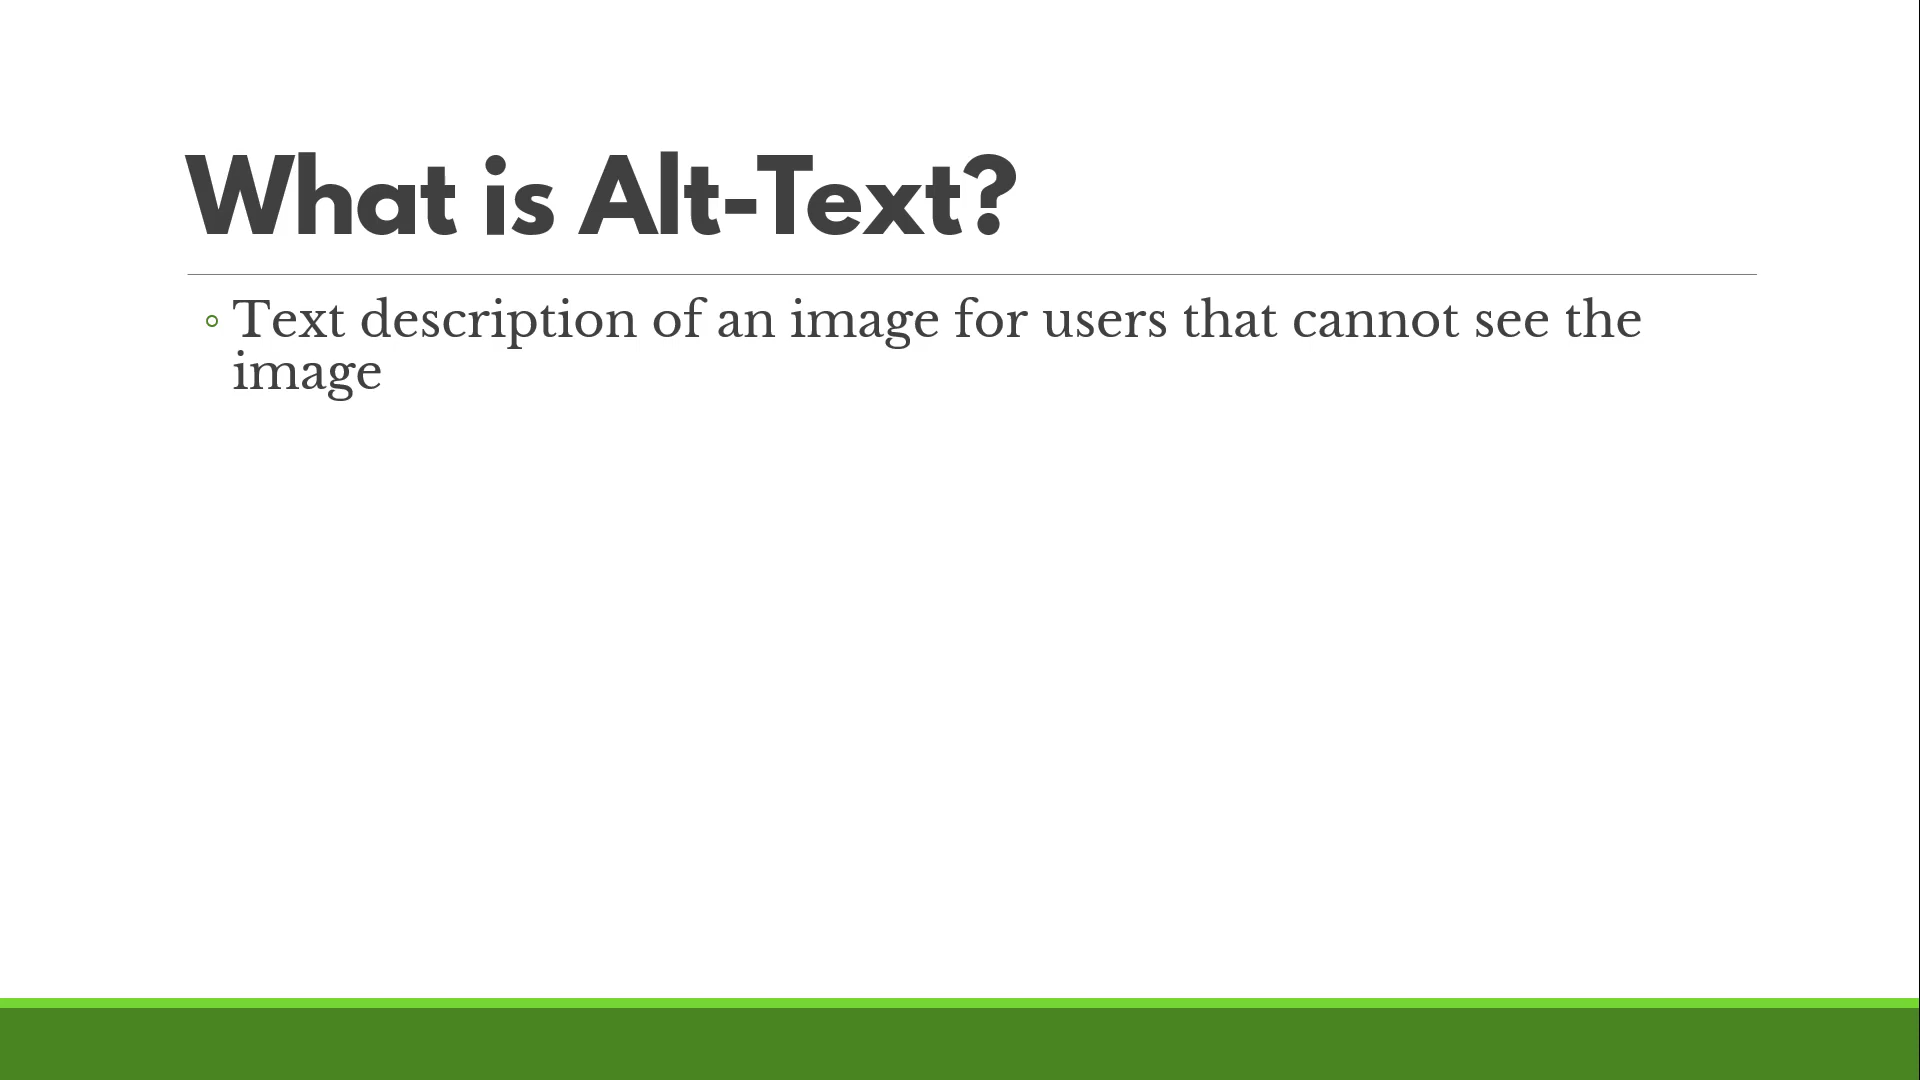 What is Alt-Text?
◦ Text description of an image for users that cannot see the
image